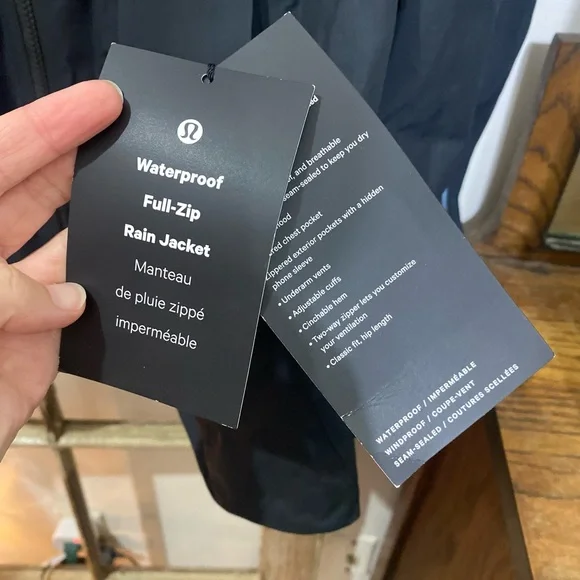 Waterproof
Full-Zip
Rain Jacket
Manteau
de pluie zippé
imperméable
and breathable
seam-sealed to keep you dry
chest pocket
exterior pockets with a hidden
phone sleeve
• Underarm vents
• Adjustable cuffs
• Cinchable hem
• Two-way zipper lets you customize
your ventilation
• Classic fit, hip length
WATERPROOF / IMPERMÉABLE
WINDPROOF / COUPE-VENT
SEAM-SEALED / COUTURES SCELLÉES